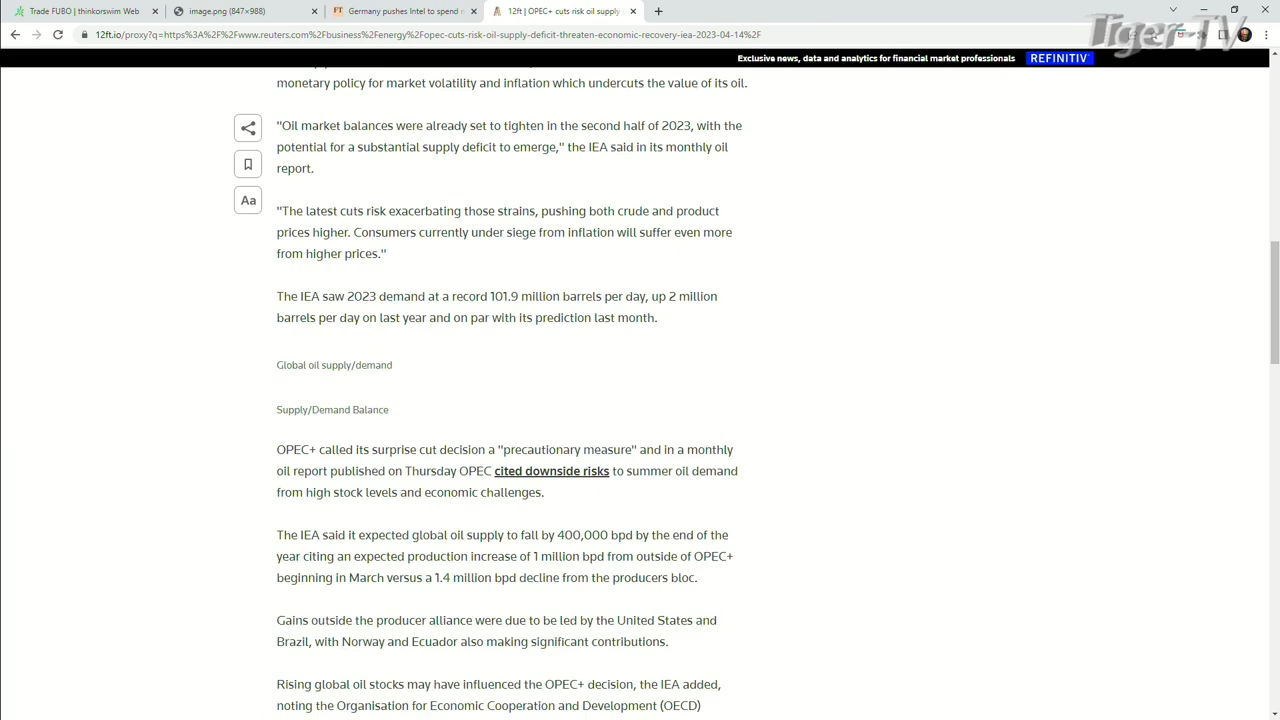 Trade FUBO | thinkorswim Web
image.png (847×988)
Germany pushes Intel to spend m
12ft | OPEC+ cuts risk oil supply
12ft.io/proxy?q=https%3A%2F%2Fwww.reuters.com%2Fbusiness%2Fenergy%2Fopec-cuts-risk-oil-supply-deficit-threaten-economic-recovery-iea-2023-04-14%2F
Tiger TV
Exclusive news, data and analytics for financial market professionals REFINITIV
monetary policy for market volatility and inflation which undercuts the value of its oil.
"Oil market balances were already set to tighten in the second half of 2023, with the
potential for a substantial supply deficit to emerge," the IEA said in its monthly oil
report.
Aa
"The latest cuts risk exacerbating those strains, pushing both crude and product
prices higher. Consumers currently under siege from inflation will suffer even more
from higher prices."
The IEA saw 2023 demand at a record 101.9 million barrels per day, up 2 million
barrels per day on last year and on par with its prediction last month.
Global oil supply/demand
Supply/Demand Balance
OPEC+ called its surprise cut decision a "precautionary measure" and in a monthly
oil report published on Thursday OPEC cited downside risks to summer oil demand
from high stock levels and economic challenges.
The IEA said it expected global oil supply to fall by 400,000 bpd by the end of the
year citing an expected production increase of 1 million bpd from outside of OPEC+
beginning in March versus a 1.4 million bpd decline from the producers bloc.
Gains outside the producer alliance were due to be led by the United States and
Brazil, with Norway and Ecuador also making significant contributions.
Rising global oil stocks may have influenced the OPEC+ decision, the IEA added,
noting the Organisation for Economic Cooperation and Development (OECD)